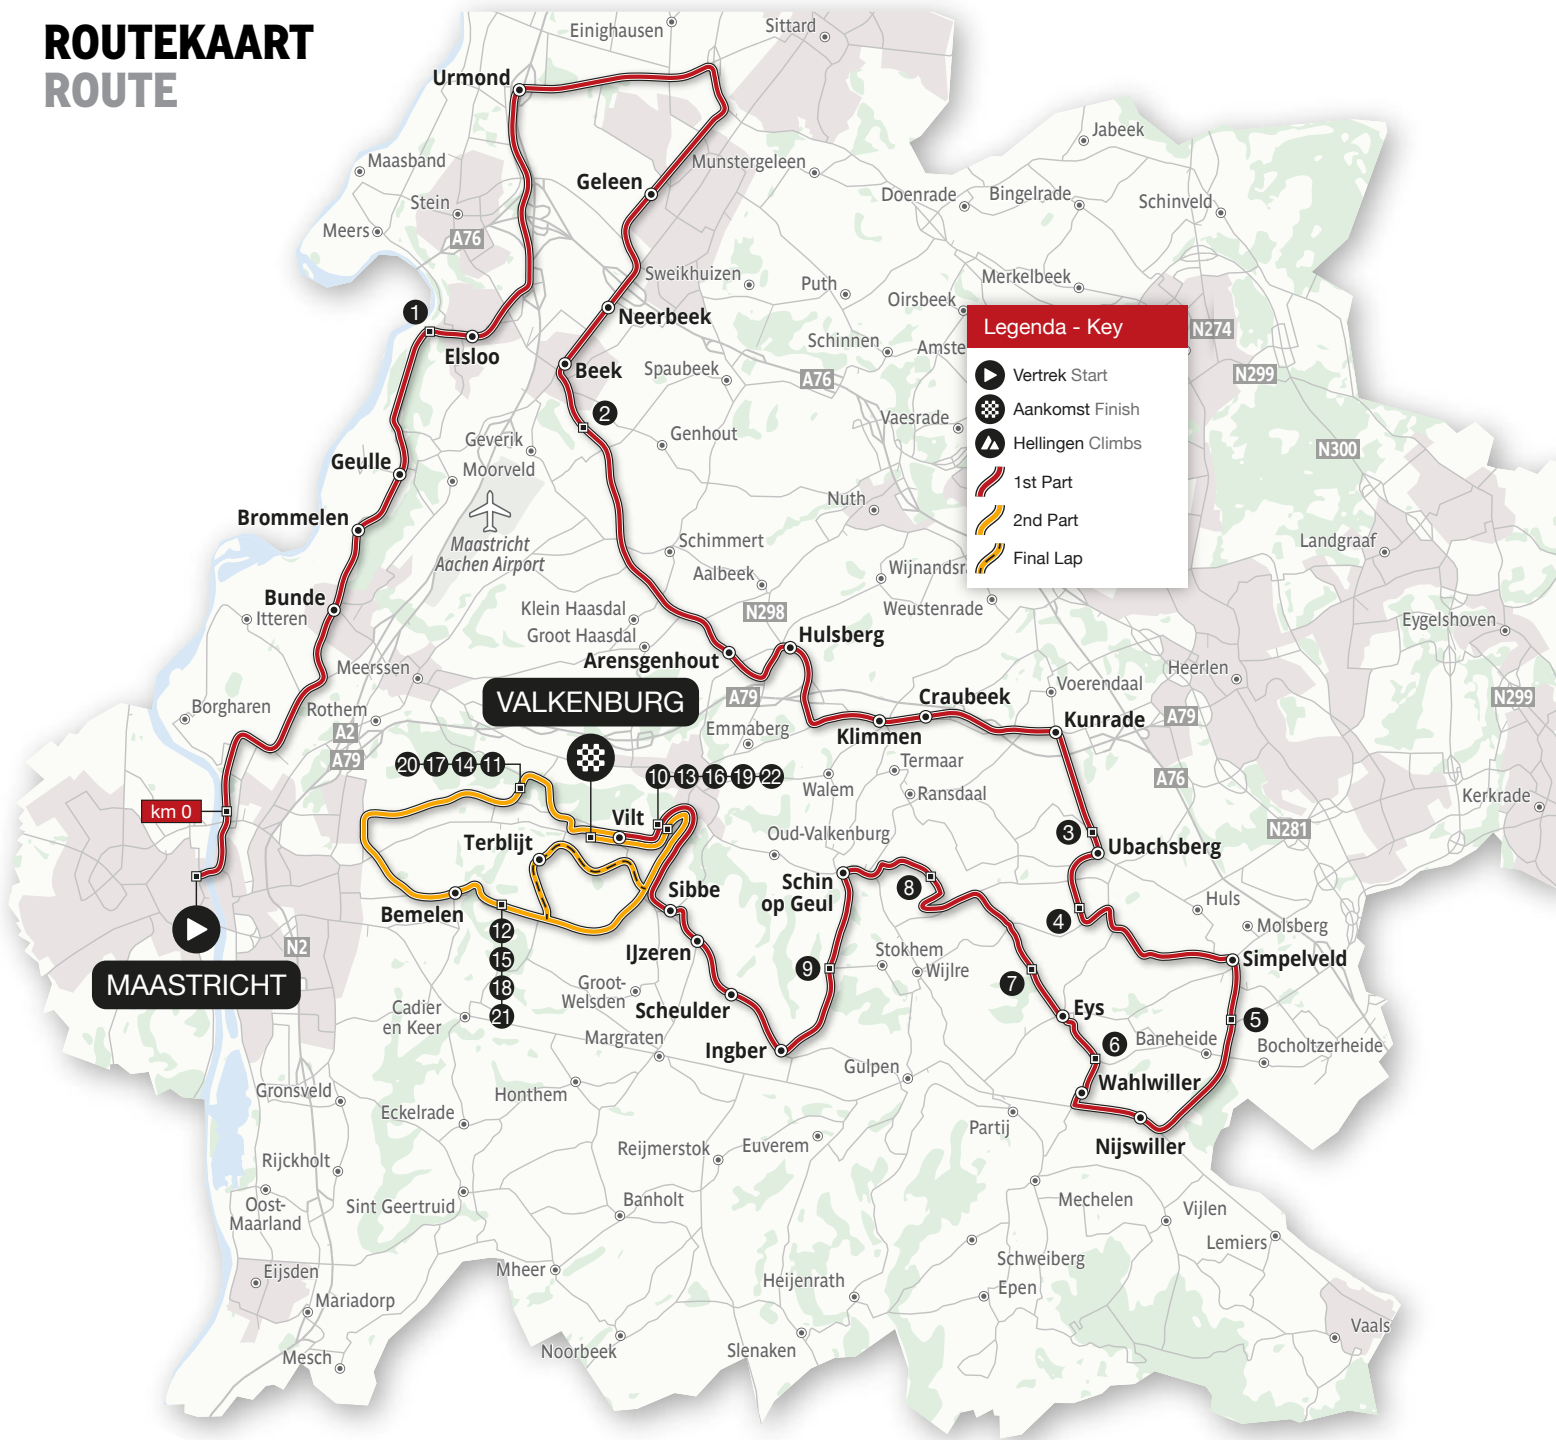 ROUTEKAART
ROUTE
Einighausen
Sittard
Urmond
Jabeek
Maasband
Munstergeleen
Geleen
Stein
Doenrade
Bingelrade
Schinveld
Meers
A76
Sweikhuizen
Puth
Merkelbeek
Oirsbeek
1
Neerbeek
Legenda - Key
N274
Elsloo
Schinnen
Amste
Beek
Spaubeek
A76
Vertrek Start
N299
2
Aankomst Finish
Vaesrade
Geverik
Genhout
Hellingen Climbs
N300
Geulle
Moorveld
1st Part
Nuth
Brommelen
2nd Part
Maastricht
Aachen Airport
Schimmert
Landgraaf
Final Lap
Aalbeek
Wijnandsr
Bunde
Itteren
Klein Haasdal
N298
Weustenrade
Groot Haasdal
Hulsberg
Eygelshoven
Arensgenhout
Meerssen
Heerlen
Voerendaal
VALKENBURG
A79
Craubeek
N299
Borgharen
Rothem
Kunrade
A79
A2
Emmaberg
Klimmen
A79
20 17 14 11
10 13 16 19 22
Termaar
A76
Walem
Ransdaal
Kerkrade
km 0
Vilt
Terblijt
Oud-Valkenburg
3
N281
Ubachsberg
Schin
op Geul
8
Sibbe
Bemelen
4
Huls
Molsberg
12
N2
IJzeren
Stokhem
Simpelveld
15
9
Wijlre
MAASTRICHT
18
Groot-
Welsden
7
21
Cadier
en Keer
Scheulder
Eys
5
Margraten
Ingber
6
Baneheide
Bocholtzerheide
Gulpen
Wahlwiller
Gronsveld
Honthem
Eckelrade
Partij
Nijswiller
Reijmerstok
Euverem
Rijckholt
Oost-
Maarland
Sint Geertruid
Banholt
Mechelen
Vijlen
Lemiers
Schweiberg
Eijsden
Mheer
Heijenrath
Epen
Mariadorp
Vaals
Mesch
Noorbeek
Slenaken